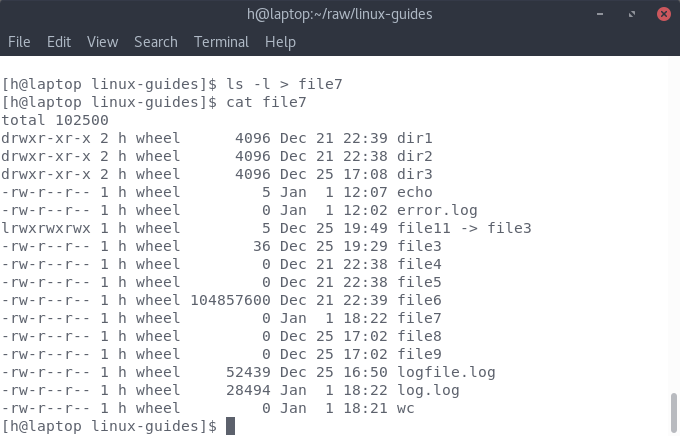 h@laptop:~/raw/linux-guides
File Edit View Search Terminal Help
[h@laptop linux-guides]$ ls -l > file7
[h@laptop linux-guides]$ cat file7
total 102500
drwxr-xr-x 2 h wheel      4096 Dec 21 22:39 dir1
drwxr-xr-x 2 h wheel      4096 Dec 21 22:38 dir2
drwxr-xr-x 2 h wheel      4096 Dec 25 17:08 dir3
-rw-r--r-- 1 h wheel         5 Jan  1 12:07 echo
-rw-r--r-- 1 h wheel         0 Jan  1 12:02 error.log
lrwxrwxrwx 1 h wheel         5 Dec 25 19:49 file11 -> file3
-rw-r--r-- 1 h wheel        36 Dec 25 19:29 file3
-rw-r--r-- 1 h wheel         0 Dec 21 22:38 file4
-rw-r--r-- 1 h wheel         0 Dec 21 22:38 file5
-rw-r--r-- 1 h wheel 104857600 Dec 21 22:39 file6
-rw-r--r-- 1 h wheel         0 Jan  1 18:22 file7
-rw-r--r-- 1 h wheel         0 Dec 25 17:02 file8
-rw-r--r-- 1 h wheel         0 Dec 25 17:02 file9
-rw-r--r-- 1 h wheel     52439 Dec 25 16:50 logfile.log
-rw-r--r-- 1 h wheel     28494 Jan  1 18:22 log.log
-rw-r--r-- 1 h wheel         0 Jan  1 18:21 wc
[h@laptop linux-guides]$